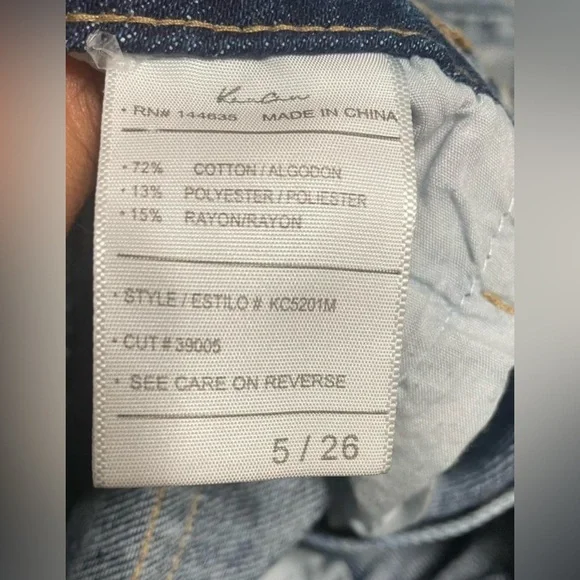 KanCan
• RN# 144635 MADE IN CHINA
• 72% COTTON / ALGODON
• 13% POLYESTER / POLIESTER
• 15% RAYON/RAYON
• STYLE / ESTILO # KC5201M
• CUT # 39005
• SEE CARE ON REVERSE
5 / 26